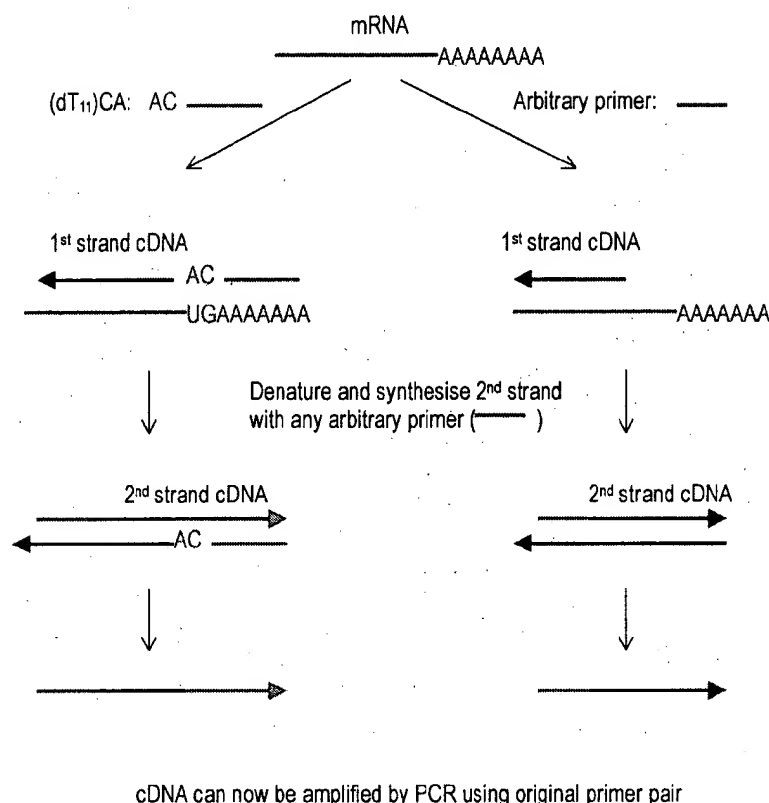 mRNA
AAAAAAAA
(dT₁₁)CA: AC
Arbitrary primer:
1st strand cDNA
AC
UGAAAAAAA
1st strand cDNA
AAAAAAA
Denature and synthesise 2nd strand
with any arbitrary primer ( )
2nd strand cDNA
AC
2nd strand cDNA
cDNA can now be amplified by PCR using original primer pair